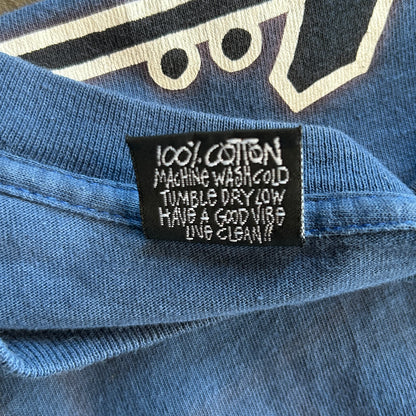 100% COTTON
MACHINE WASH COLD
TUMBLE DRY LOW
HAVE A GOOD VIBE
LIVE CLEAN!!